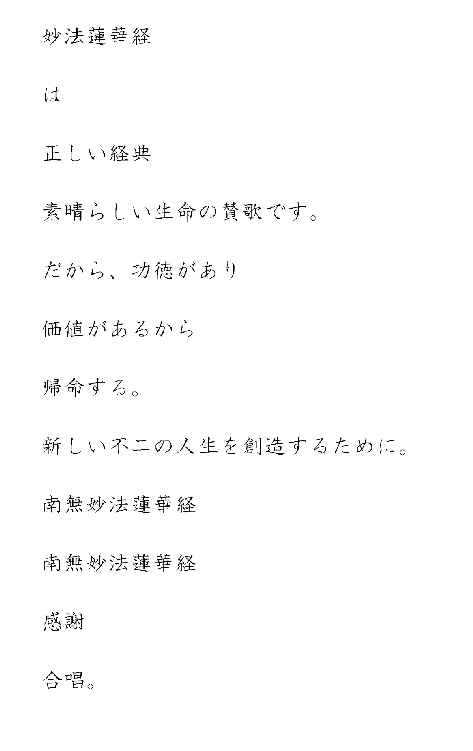 妙法蓮華経
は
正しい経典
素晴らしい生命の賛歌です。
だから、功徳があり
価値があるから
帰命する。
新しい不二の人生を創造するために。
南無妙法蓮華経
南無妙法蓮華経
感謝
合唱。